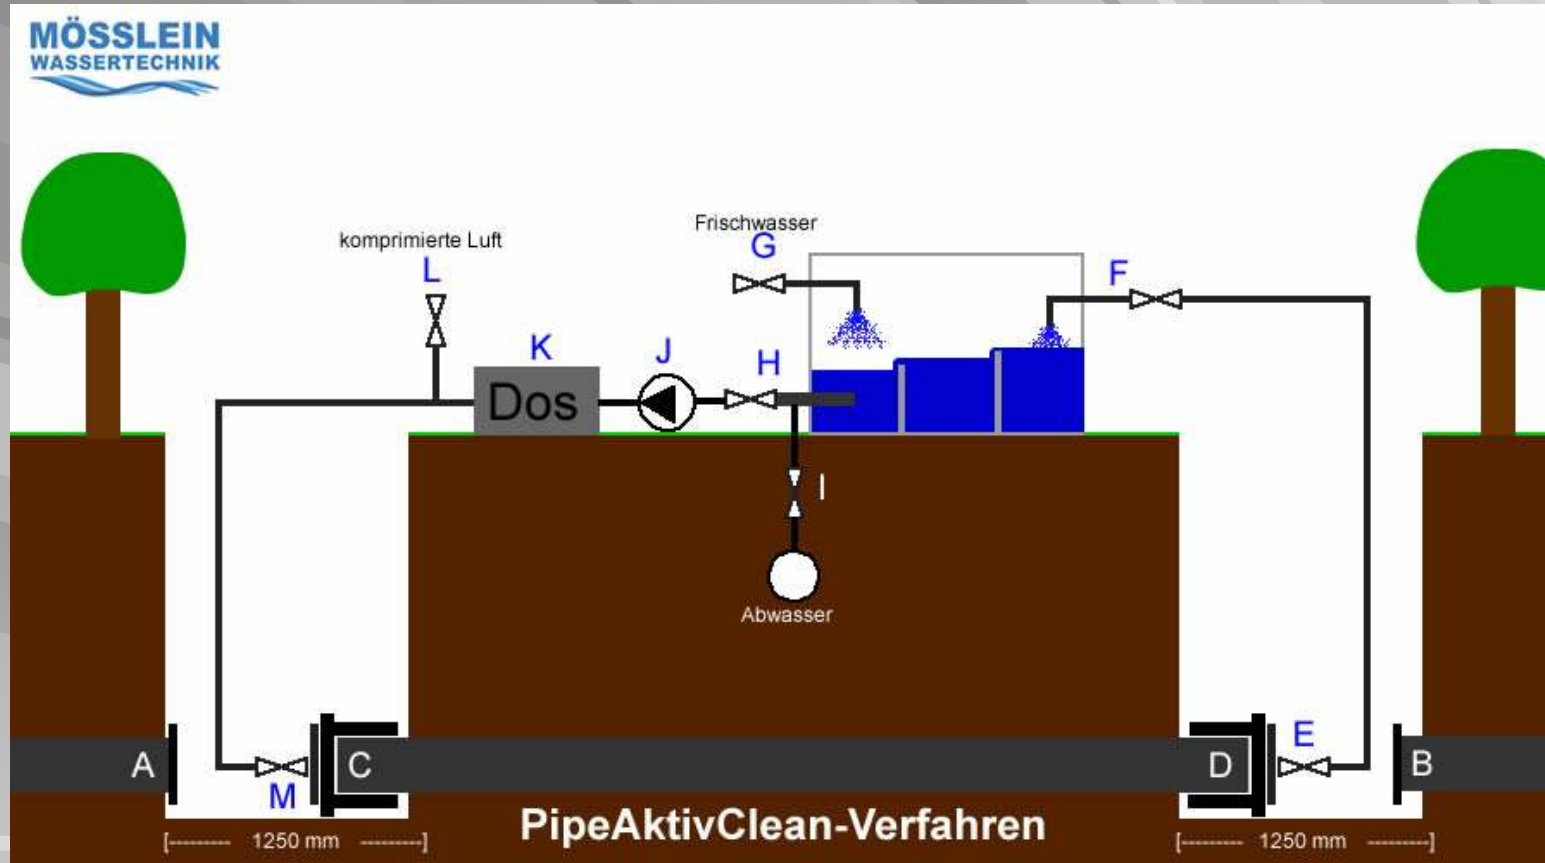 MÖSSLEIN
WASSERTECHNIK
Frischwasser
G
komprimierte Luft
L
F
K
J
H
Dos
I
Abwasser
E
A
C
D
B
M
PipeAktivClean-Verfahren
[--------- 1250 mm ---------]
[--------- 1250 mm ---------]